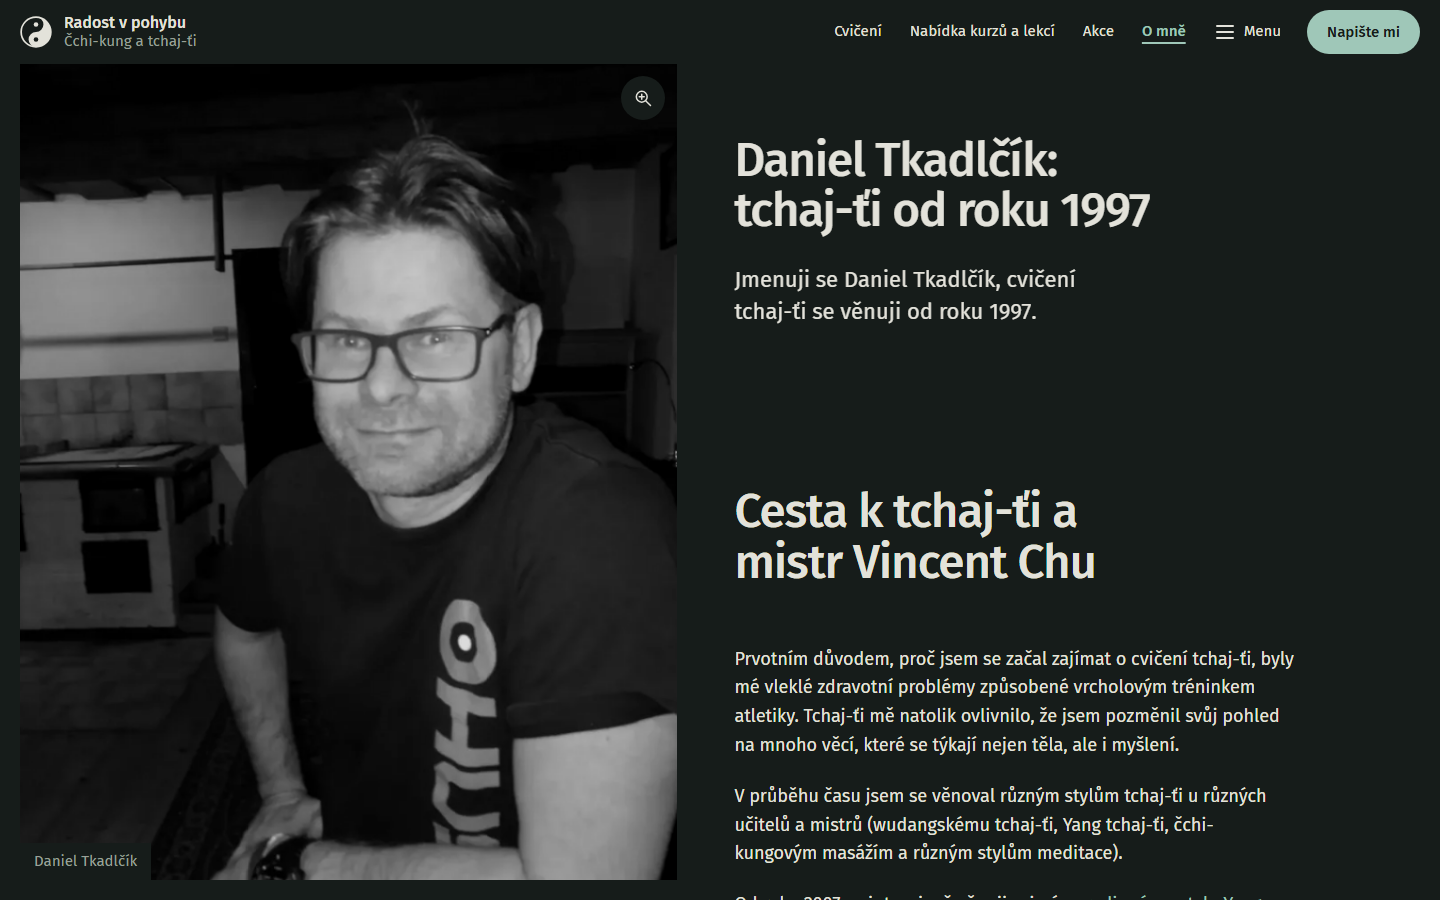 Radost v pohybu
Čchi-kung a tchaj-ťi
Cvičení
Nabídka kurzů a lekcí
Akce
O mně
Menu
Napište mi
Daniel Tkadlčík:
tchaj-ťi od roku 1997
Jmenuji se Daniel Tkadlčík, cvičení
tchaj-ťi se věnuji od roku 1997.
Cesta k tchaj-ťi a
mistr Vincent Chu
Prvotním důvodem, proč jsem se začal zajímat o cvičení tchaj-ťi, byly
mé vleklé zdravotní problémy způsobené vrcholovým tréninkem
atletiky. Tchaj-ťi mě natolik ovlivnilo, že jsem pozměnil svůj pohled
na mnoho věcí, které se týkají nejen těla, ale i myšlení.
V průběhu času jsem se věnoval různým stylům tchaj-ťi u různých
učitelů a mistrů (wudangskému tchaj-ťi, Yang tchaj-ťi, čchi-
kungovým masážím a různým stylům meditace).
Daniel Tkadlčík